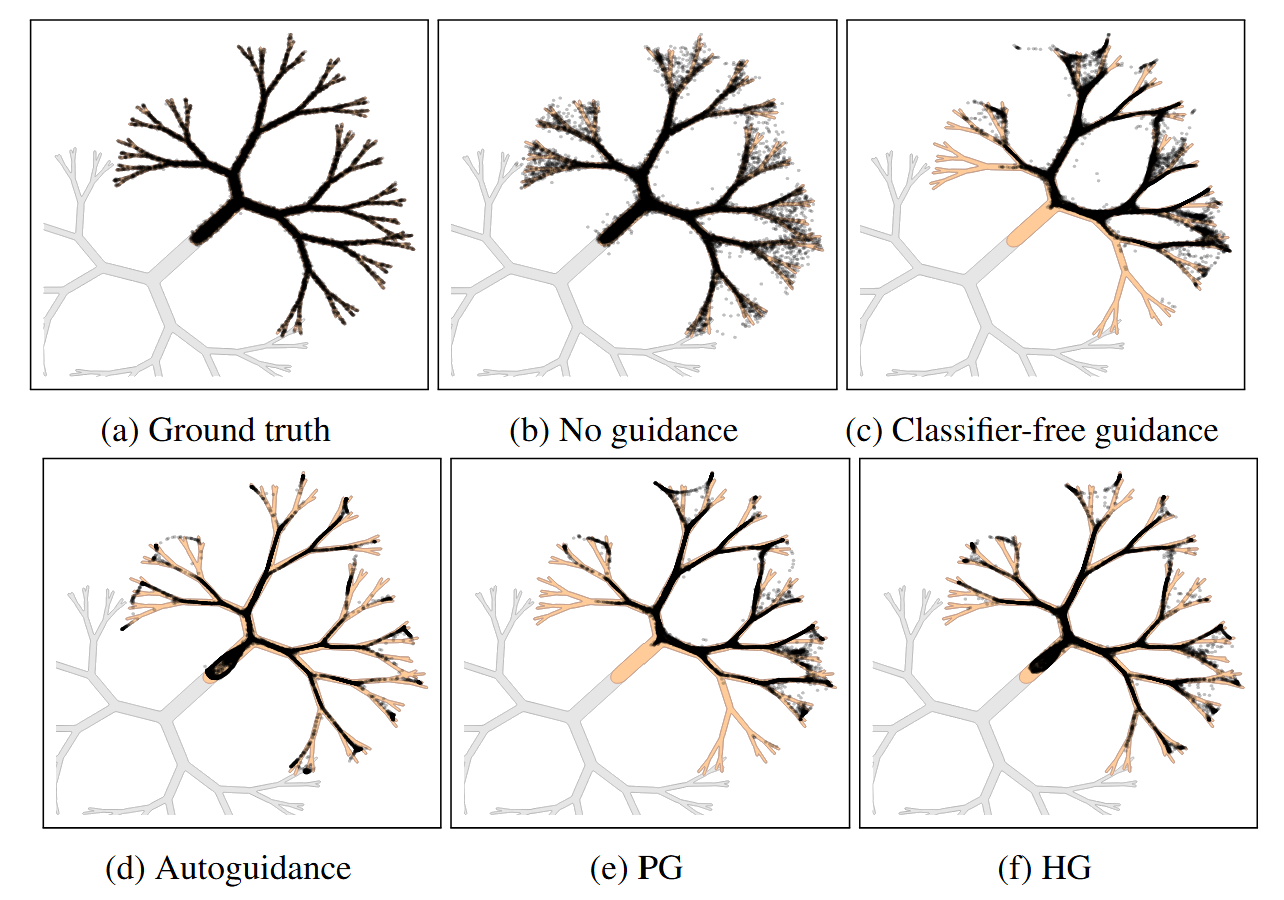 (a) Ground truth
(b) No guidance
(c) Classifier-free guidance
(d) Autoguidance
(e) PG
(f) HG